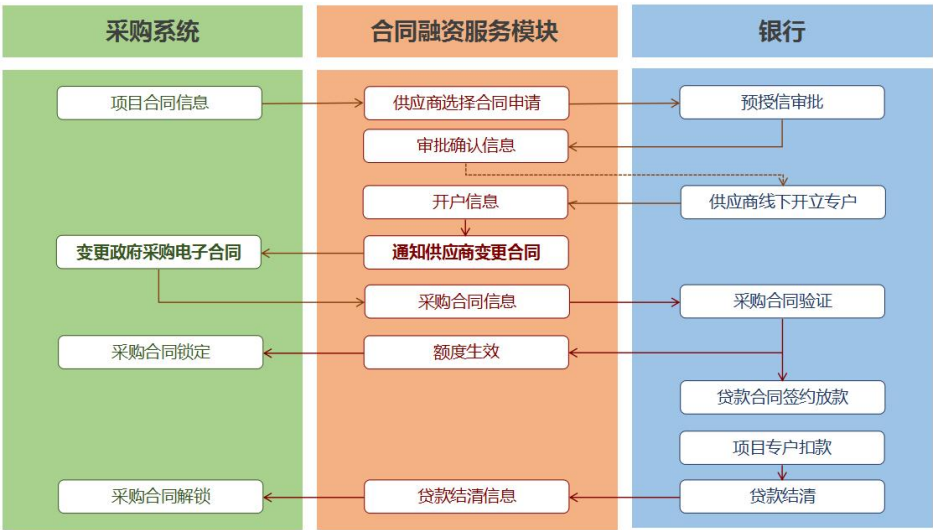 采购系统
合同融资服务模块
银行
项目合同信息
供应商选择合同申请
预授信审批
审批确认信息
开户信息
供应商线下开立专户
变更政府采购电子合同
通知供应商变更合同
采购合同信息
采购合同验证
采购合同锁定
额度生效
贷款合同签约放款
项目专户扣款
采购合同解锁
贷款结清信息
贷款结清